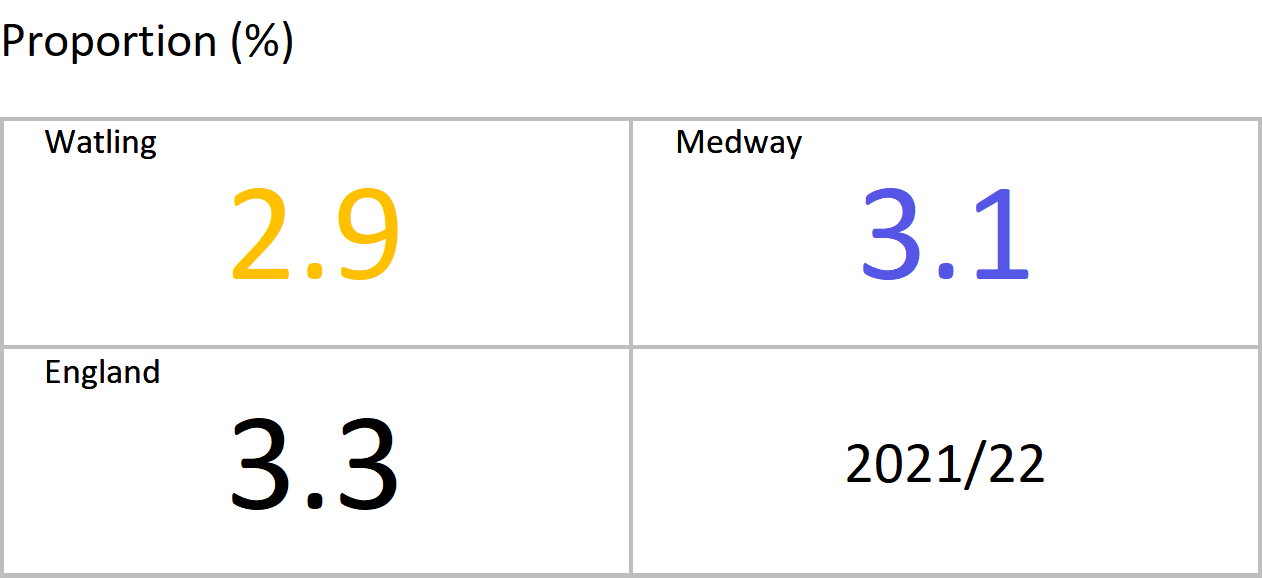 Proportion (%)
Watling
2.9
Medway
3.1
England
3.3
2021/22